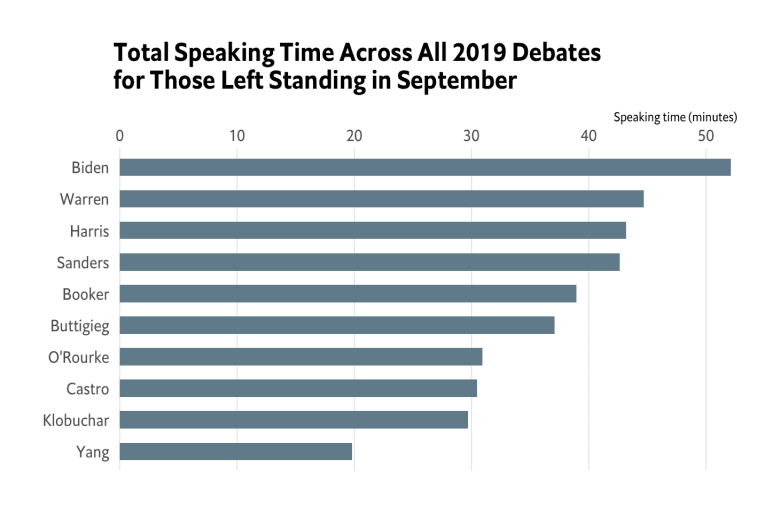 Total Speaking Time Across All 2019 Debates
for Those Left Standing in September
Speaking time (minutes)
0 10 20 30 40 50
Biden
Warren
Harris
Sanders
Booker
Buttigieg
O'Rourke
Castro
Klobuchar
Yang